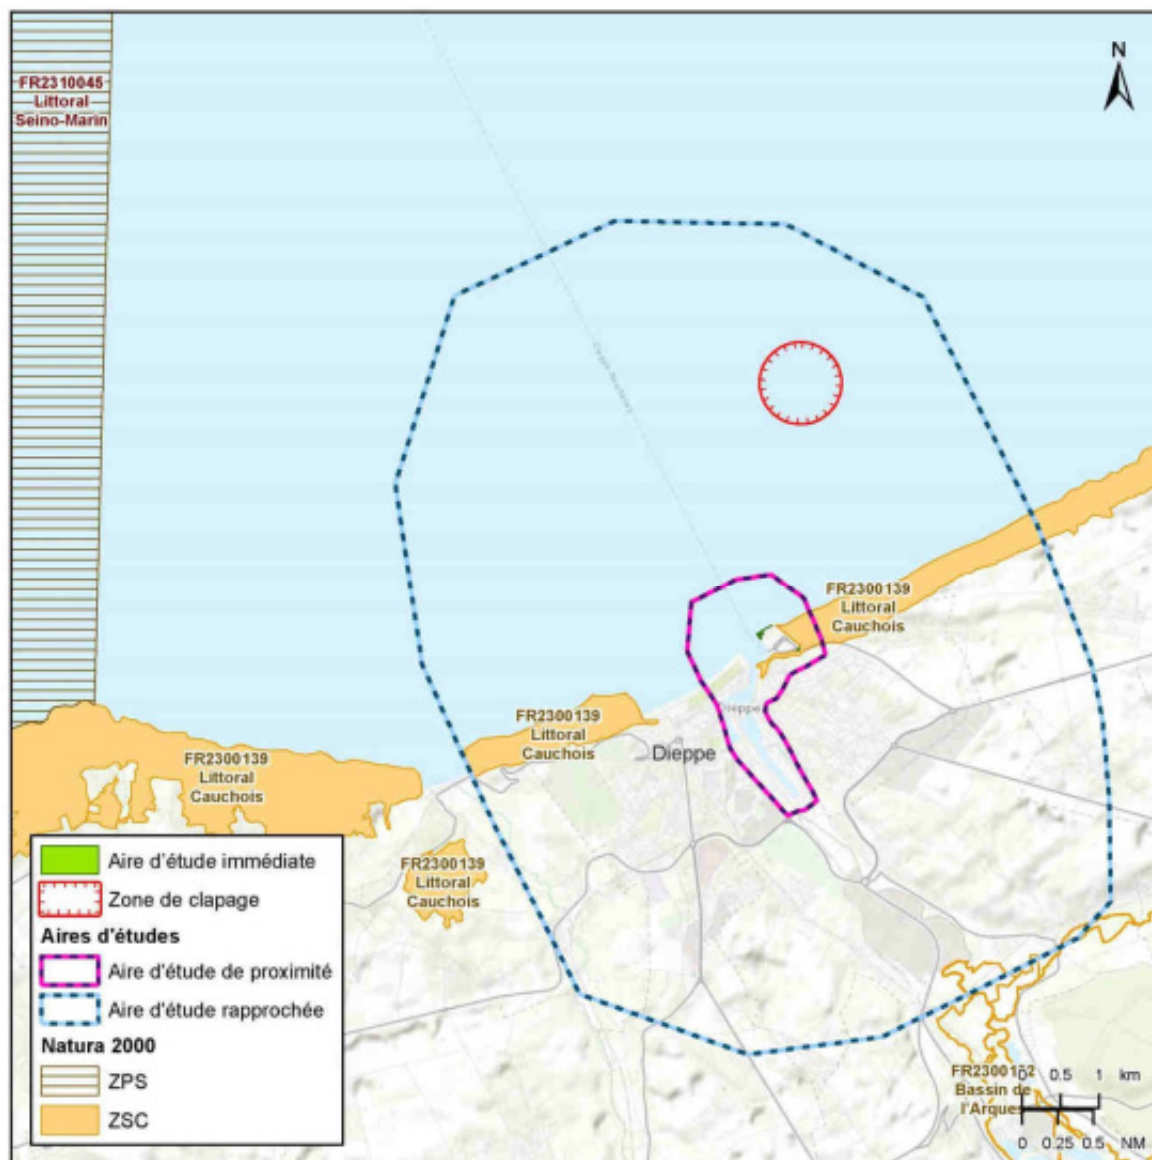 FR2310045
Littoral
Seino-Marin
N
FR2300139
Littoral
Cauchois
FR2300139
Littoral
Cauchois
Dieppe
FR2300139
Littoral
Cauchois
FR2300139
Littoral
Cauchois
Aire d'étude immédiate
Zone de clapage
Aires d'études
Aire d'étude de proximité
Aire d'étude rapprochée
Natura 2000
ZPS
ZSC
Bassin de
l'Arques
0 0.5 1 km
0 0.25 0.5 NM